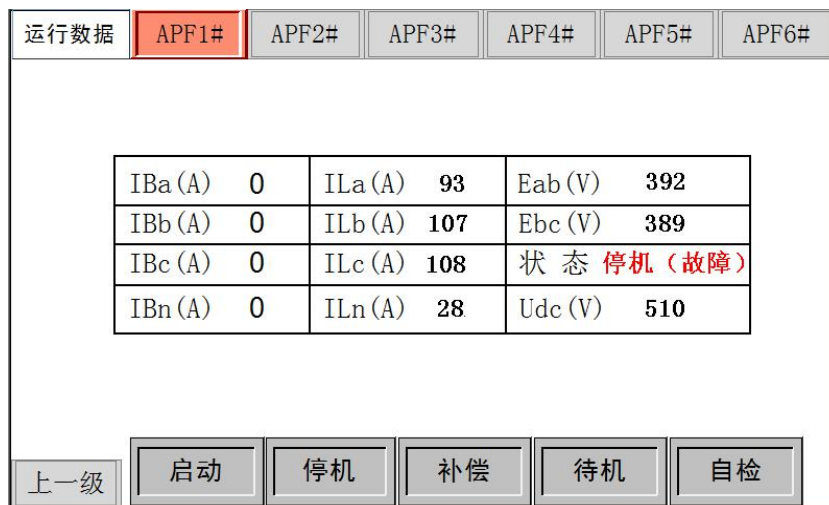 运行数据 APF1# APF2# APF3# APF4# APF5# APF6#
IBa(A) 0 ILa(A) 93 Eab(V) 392
IBb(A) 0 ILb(A) 107 Ebc(V) 389
IBc(A) 0 ILc(A) 108 状 态 停机（故障）
IBn(A) 0 ILn(A) 28 Udc(V) 510
上一级 启动 停机 补偿 待机 自检